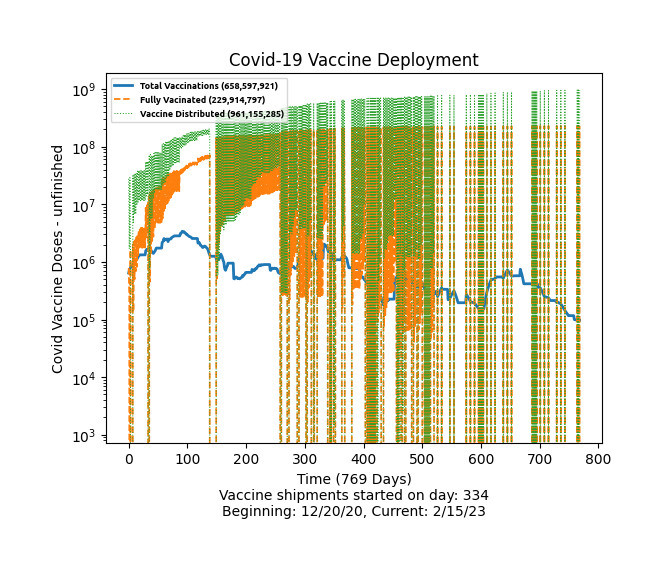 Covid-19 Vaccine Deployment
Total Vaccinations (658,597,921)
Fully Vacinated (229,914,797)
Vaccine Distributed (961,155,285)
Covid Vaccine Doses - unfinished
10⁹
10⁸
10⁷
10⁶
10⁵
10⁴
10³
0 100 200 300 400 500 600 700 800
Time (769 Days)
Vaccine shipments started on day: 334
Beginning: 12/20/20, Current: 2/15/23